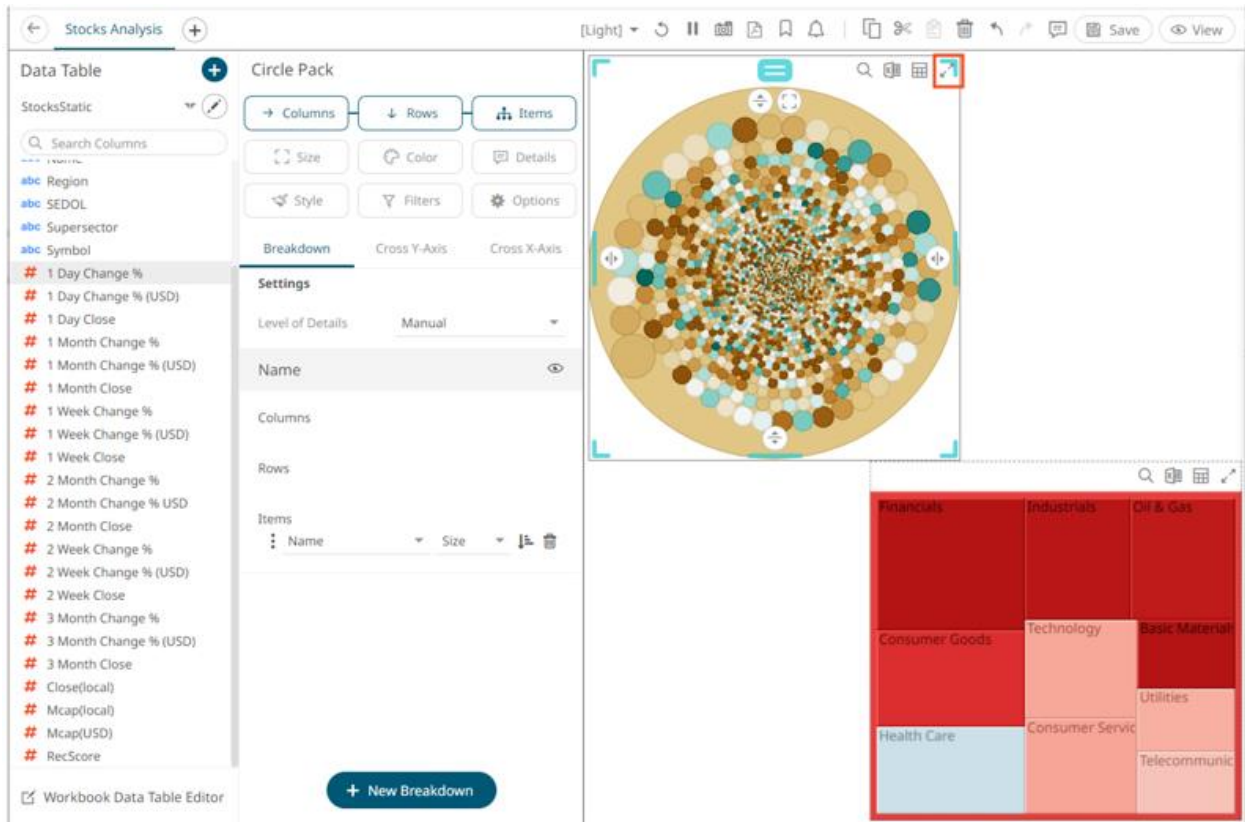 Stocks Analysis
[Light]
Save
View
Data Table
StocksStatic
Search Columns
abc Region
abc SEDOL
abc Supersector
abc Symbol
# 1 Day Change %
# 1 Day Change % (USD)
# 1 Day Close
# 1 Month Change %
# 1 Month Change % (USD)
# 1 Month Close
# 1 Week Change %
# 1 Week Change % (USD)
# 1 Week Close
# 2 Month Change %
# 2 Month Change % USD
# 2 Month Close
# 2 Week Change %
# 2 Week Change % (USD)
# 2 Week Close
# 3 Month Change %
# 3 Month Change % (USD)
# 3 Month Close
# Close(local)
# Mcap(local)
# Mcap(USD)
# RecScore
Workbook Data Table Editor
Circle Pack
Columns
Rows
Items
Size
Color
Details
Style
Filters
Options
Breakdown
Cross Y-Axis
Cross X-Axis
Settings
Level of Details
Manual
Name
Columns
Rows
Items
Name
Size
+ New Breakdown
Financials
Industrials
Oil & Gas
Consumer Goods
Technology
Basic Material
Utilities
Health Care
Consumer Servic
Telecommunic